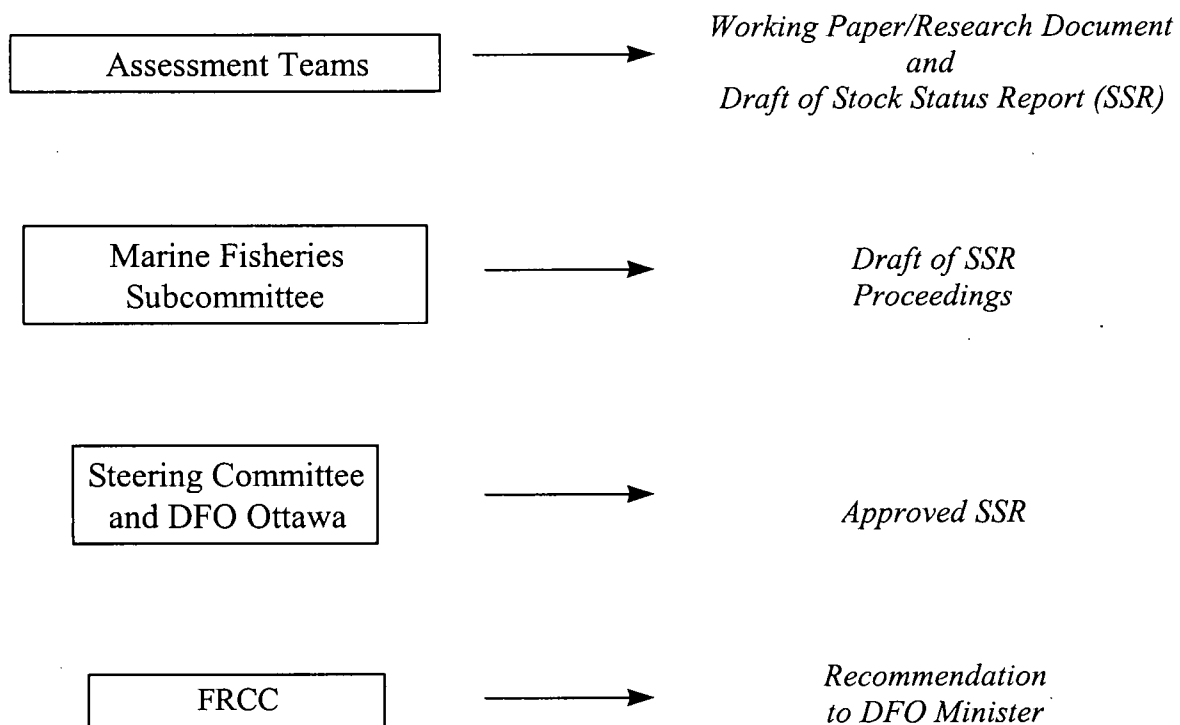 Assessment Teams
Working Paper/Research Document
and
Draft of Stock Status Report (SSR)
Marine Fisheries
Subcommittee
Draft of SSR
Proceedings
Steering Committee
and DFO Ottawa
Approved SSR
FRCC
Recommendation
to DFO Minister